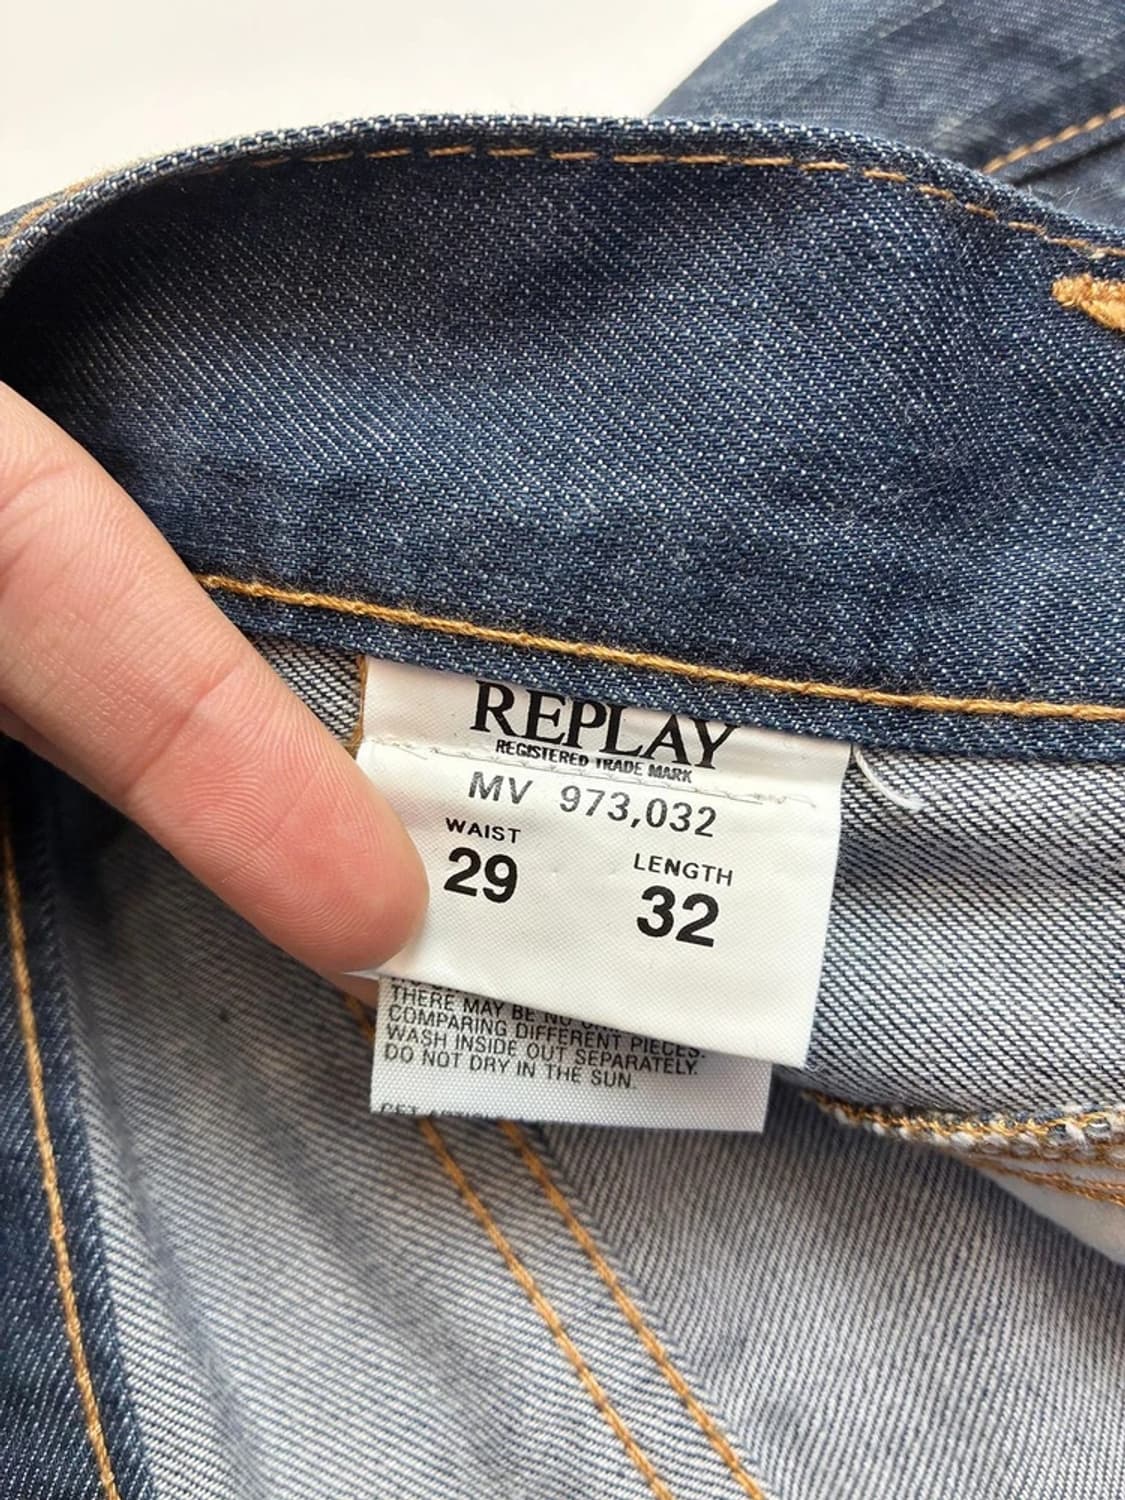 REPLAY
REGISTERED TRADE MARK
MV 973,032
WAIST LENGTH
29 32
THERE MAY BE NO
COMPARING DIFFERENT PIECES.
WASH INSIDE OUT SEPARATELY.
DO NOT DRY IN THE SUN.